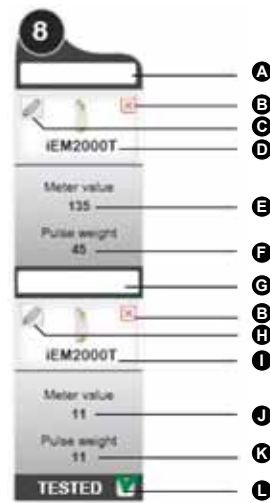 8
A
B
C
iEM2000T
D
Meter value
135
E
Pulse weight
45
F
G
B
H
iEM2000T
I
Meter value
11
J
Pulse weight
11
K
TESTED
L